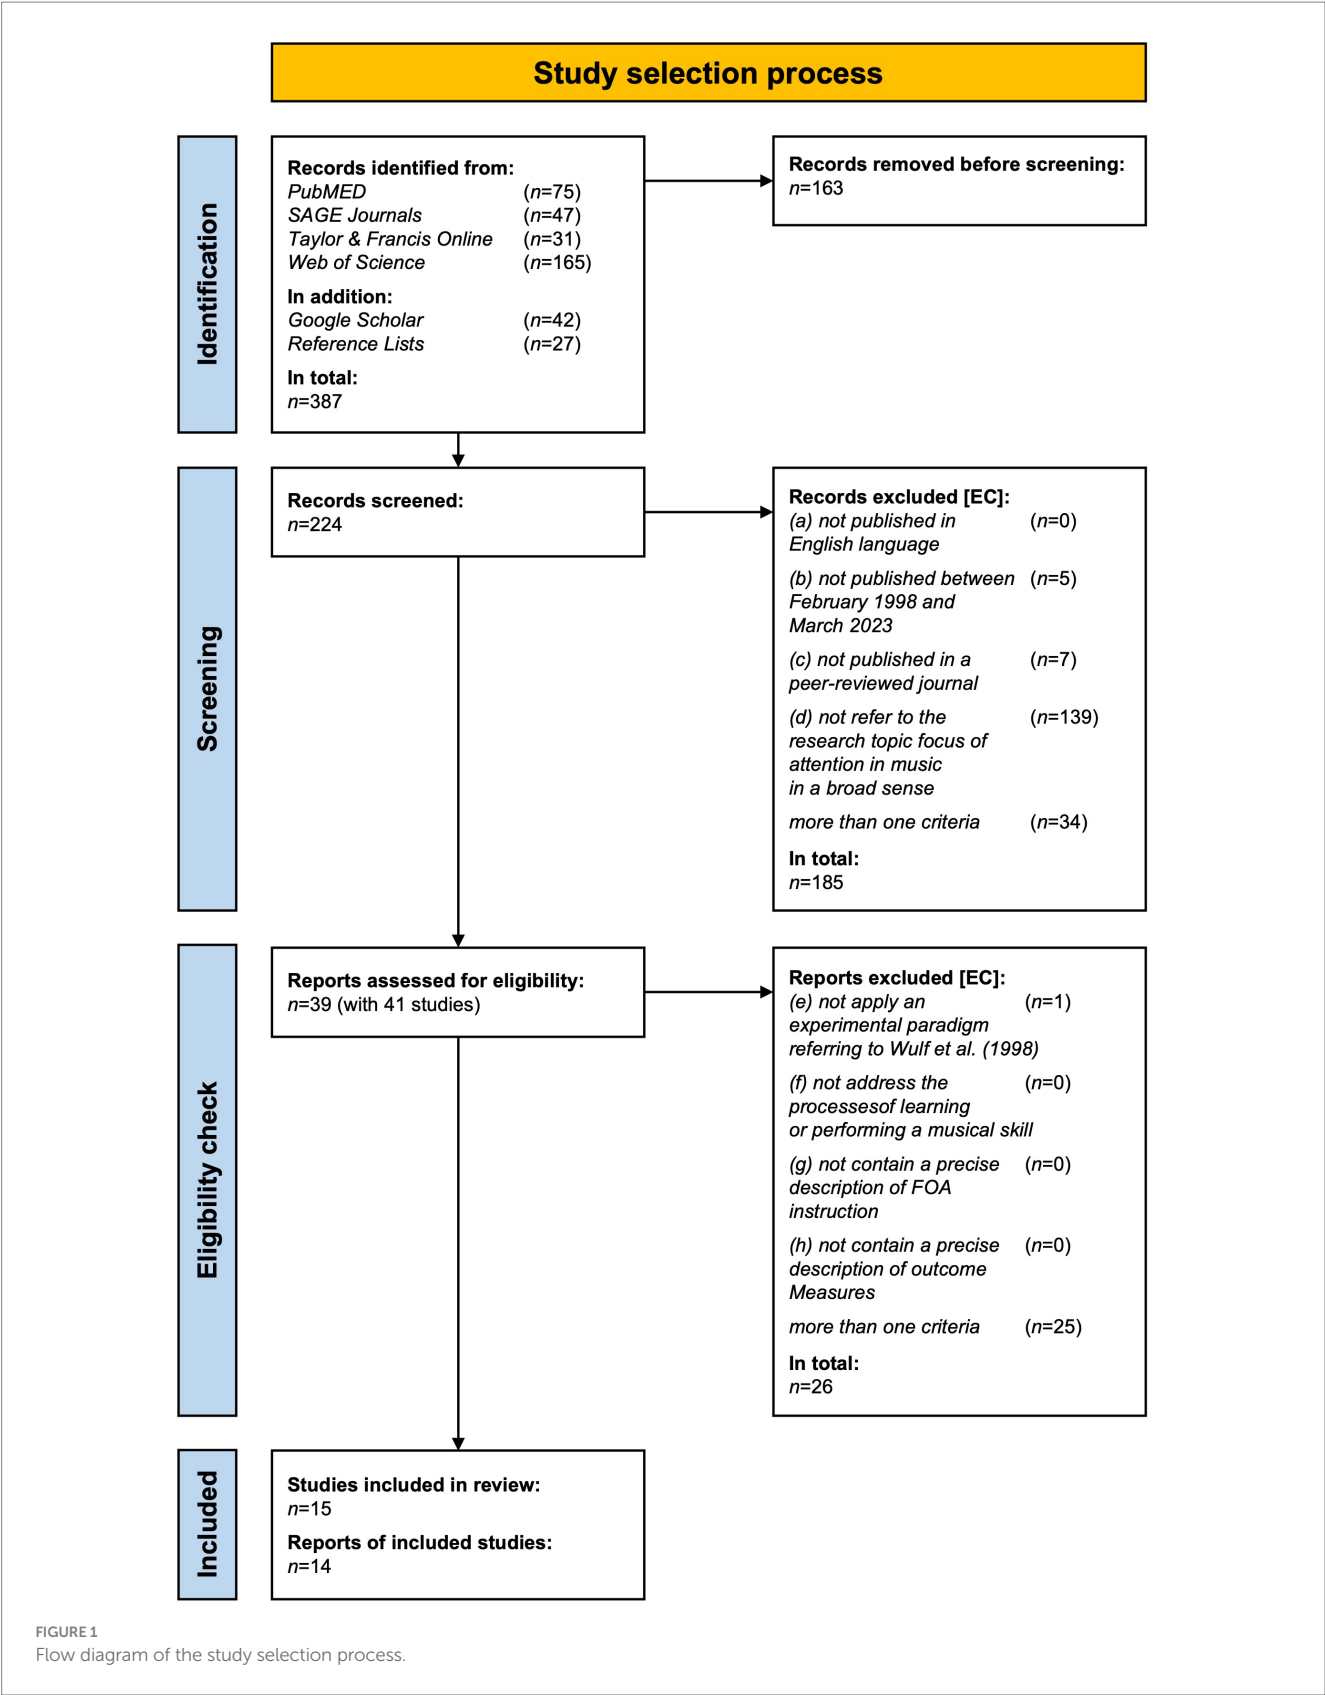 Study selection process
Identification
Records identified from:
PubMED (n=75)
SAGE Journals (n=47)
Taylor & Francis Online (n=31)
Web of Science (n=165)
In addition:
Google Scholar (n=42)
Reference Lists (n=27)
In total:
n=387
Records removed before screening:
n=163
Screening
Records screened:
n=224
Records excluded [EC]:
(a) not published in (n=0)
English language
(b) not published between (n=5)
February 1998 and
March 2023
(c) not published in a (n=7)
peer-reviewed journal
(d) not refer to the (n=139)
research topic focus of
attention in music
in a broad sense
more than one criteria (n=34)
In total:
n=185
Eligibility check
Reports assessed for eligibility:
n=39 (with 41 studies)
Reports excluded [EC]:
(e) not apply an (n=1)
experimental paradigm
referring to Wulf et al. (1998)
(f) not address the (n=0)
processesof learning
or performing a musical skill
(g) not contain a precise (n=0)
description of FOA
instruction
(h) not contain a precise (n=0)
description of outcome
Measures
more than one criteria (n=25)
In total:
n=26
Included
Studies included in review:
n=15
Reports of included studies:
n=14
FIGURE 1
Flow diagram of the study selection process.